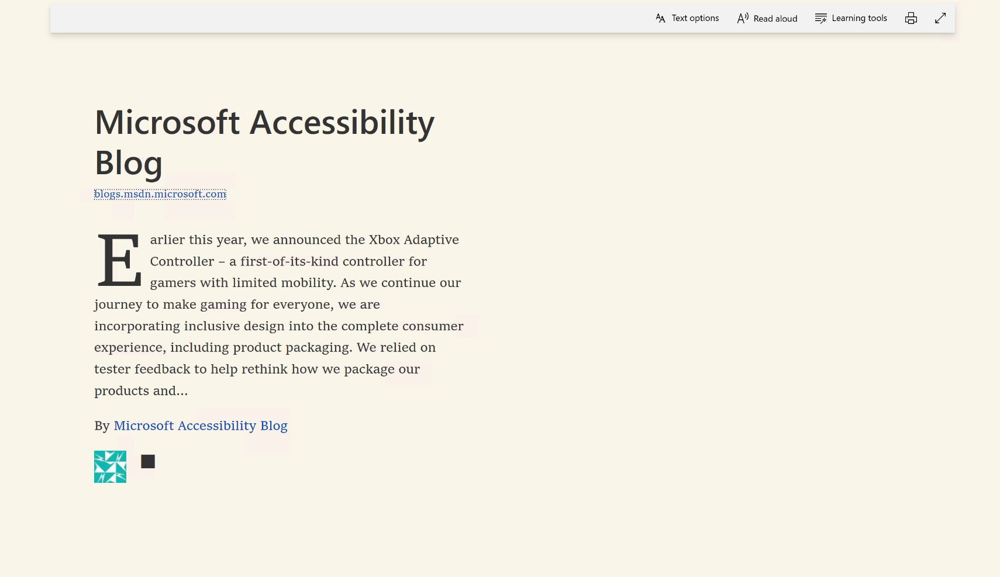 Text options
Read aloud
Learning tools
Microsoft Accessibility
Blog
blogs.msdn.microsoft.com
Earlier this year, we announced the Xbox Adaptive
Controller – a first-of-its-kind controller for
gamers with limited mobility. As we continue our
journey to make gaming for everyone, we are
incorporating inclusive design into the complete consumer
experience, including product packaging. We relied on
tester feedback to help rethink how we package our
products and...
By Microsoft Accessibility Blog